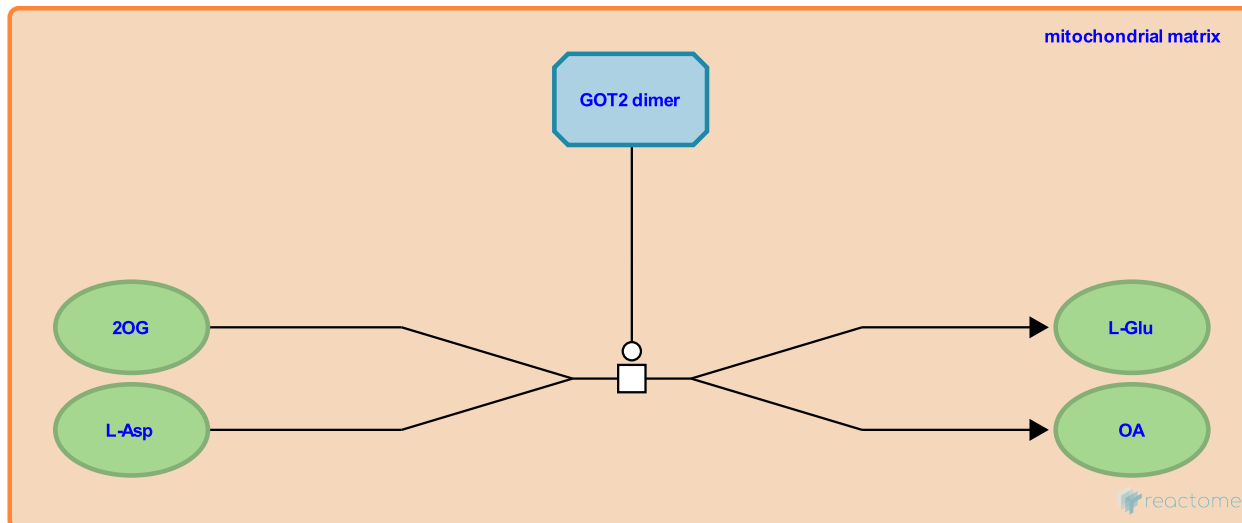 mitochondrial matrix
GOT2 dimer
2OG
L-Glu
L-Asp
OA
reactome